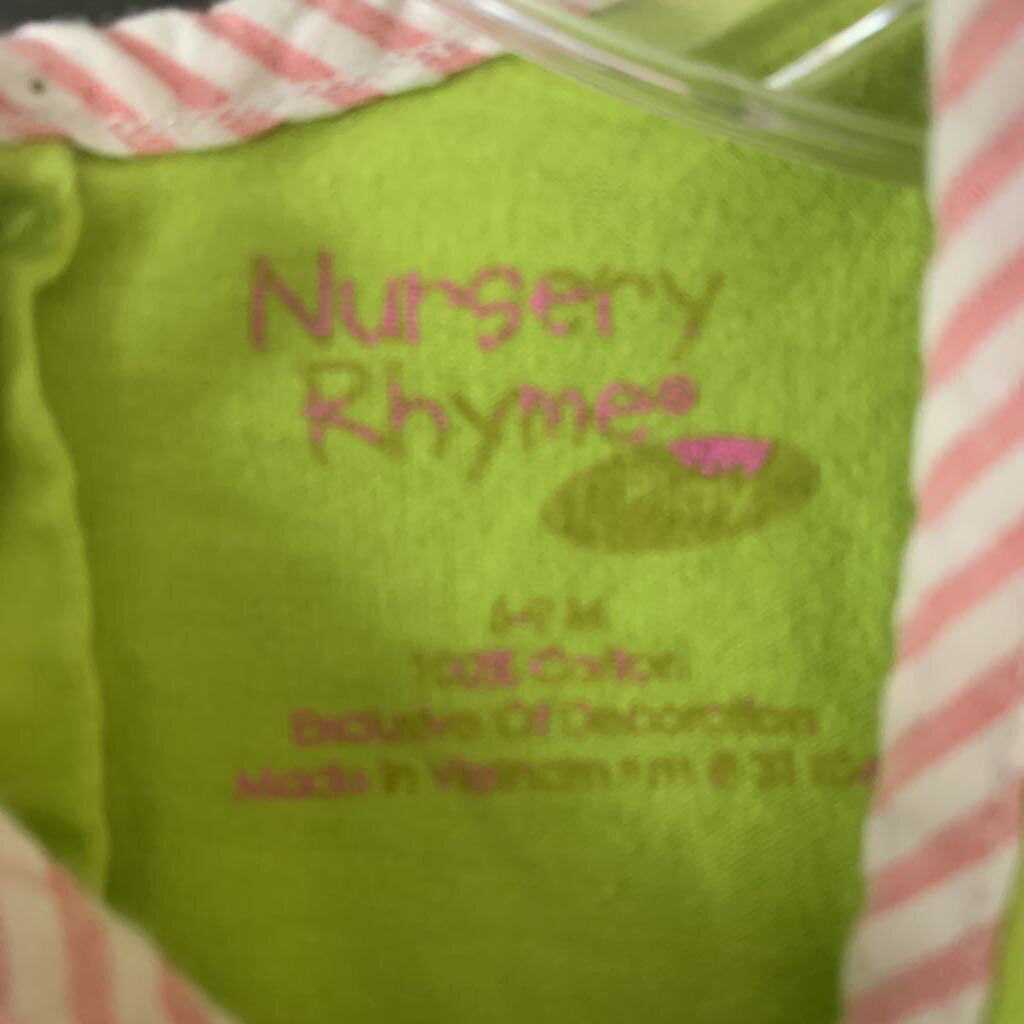 Nursery
Rhyme®
Play
100% Cotton
Exclusive Of Decoration
Made In Vietnam